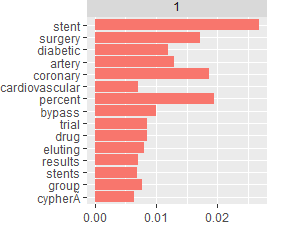 1
stent
surgery
diabetic
artery
coronary
cardiovascular
percent
bypass
trial
drug
eluting
results
stents
group
cypherÂ
0.00 0.01 0.02